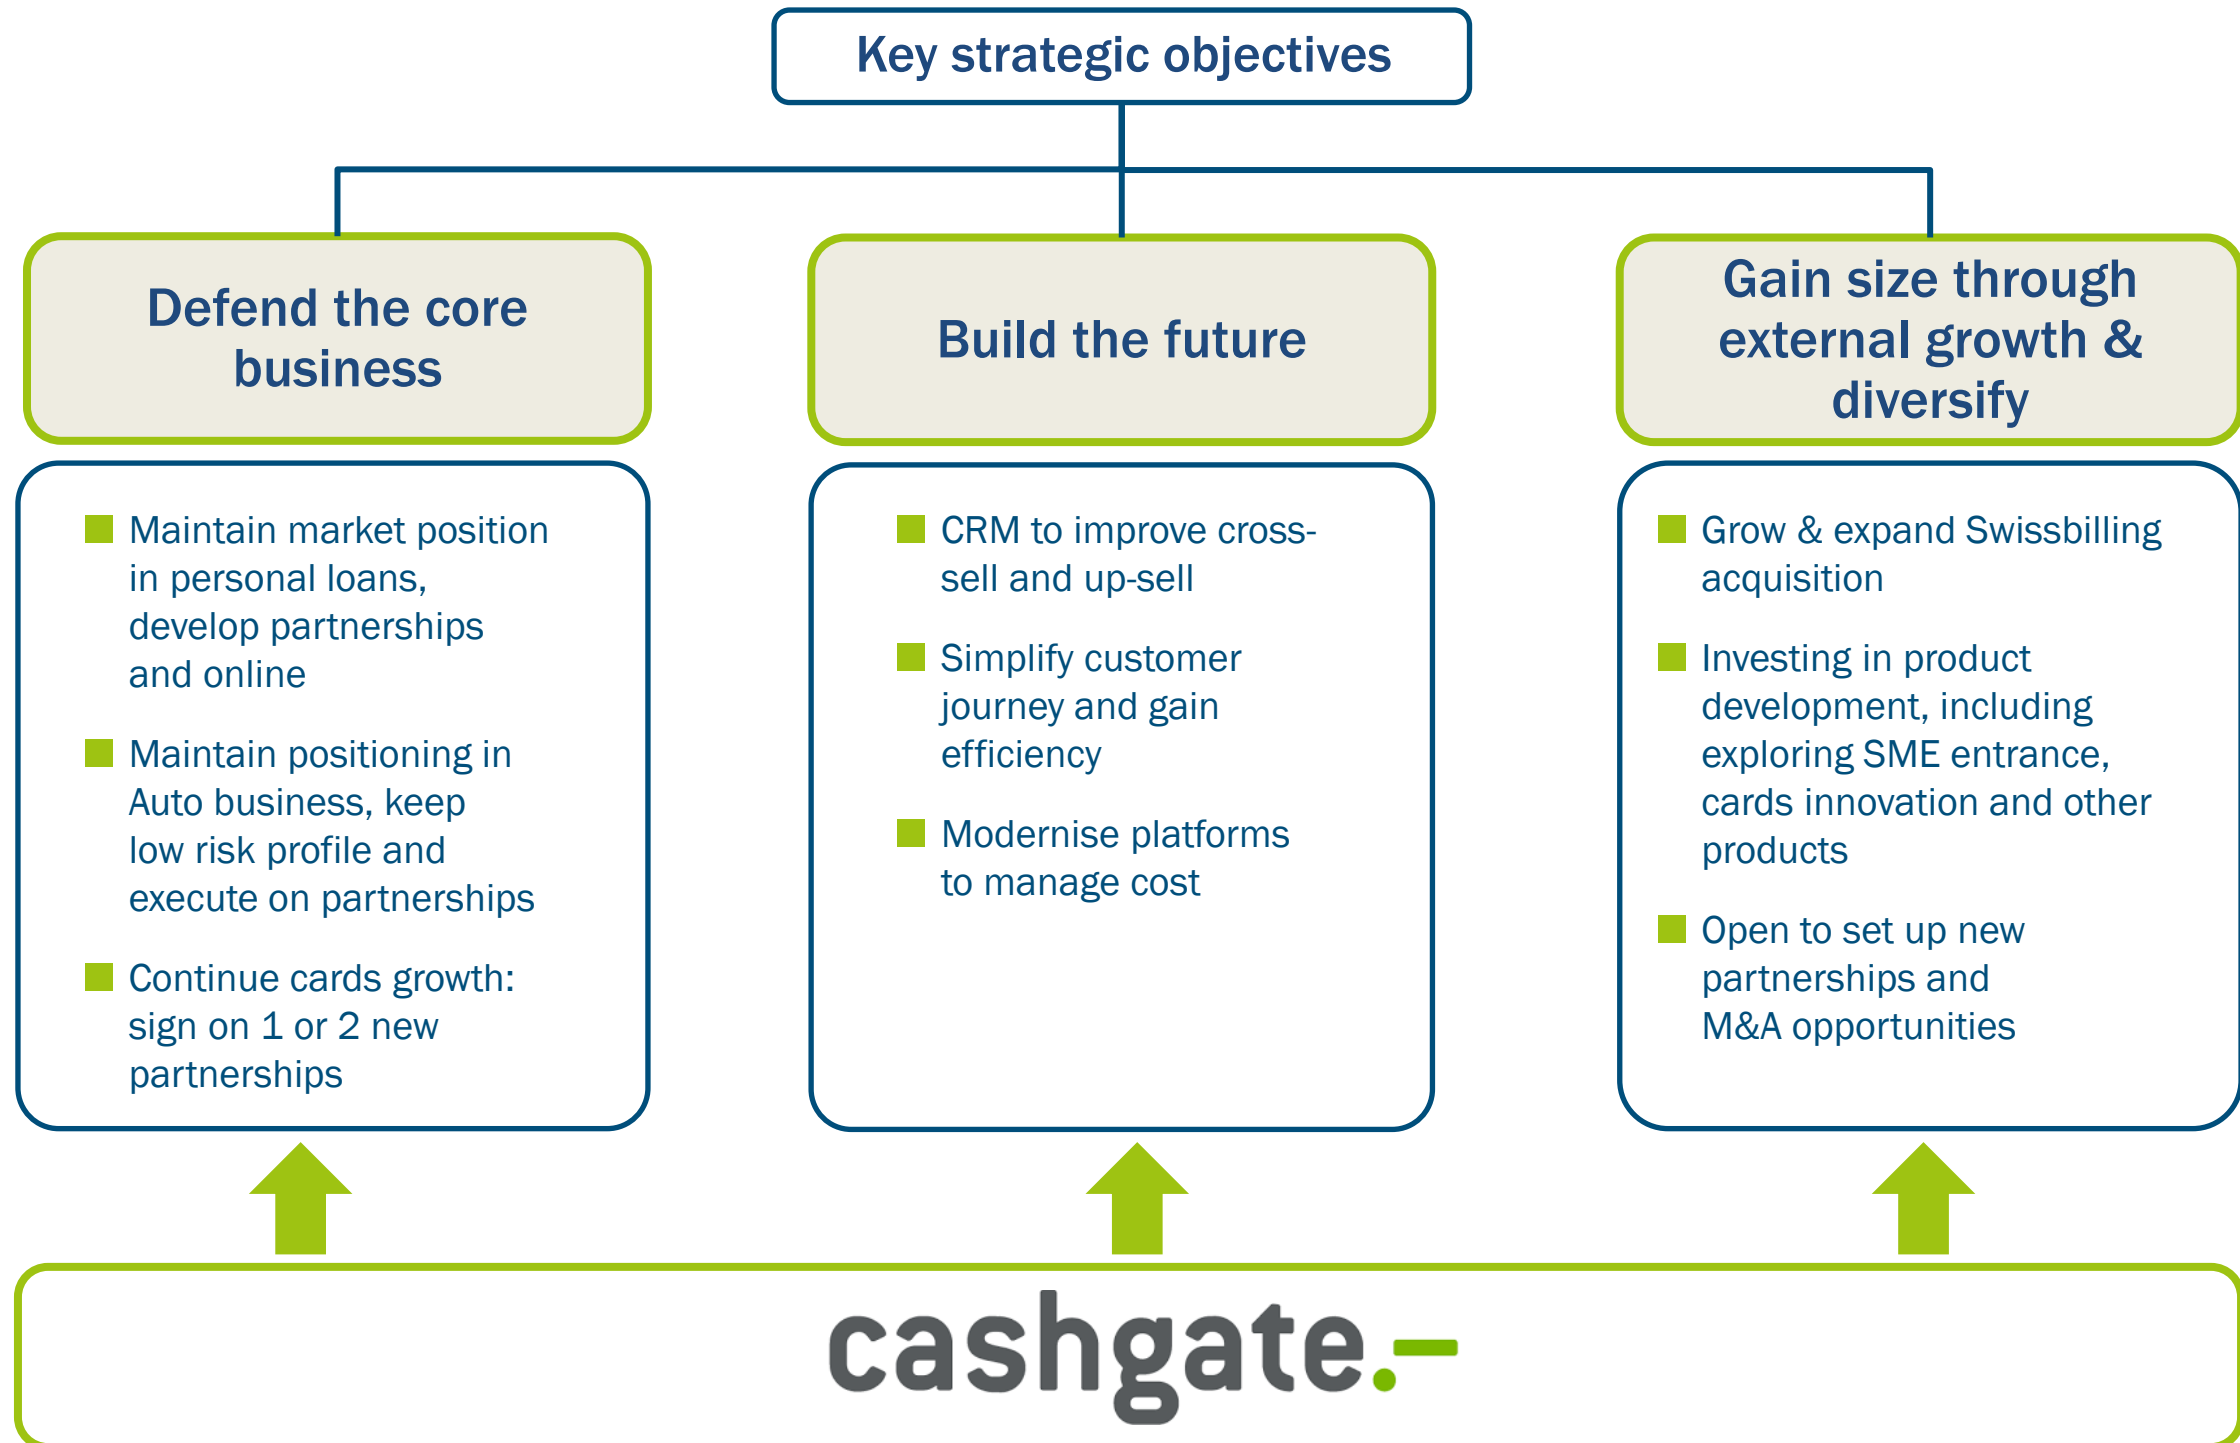 Key strategic objectives
Defend the core
business
Maintain market position
in personal loans,
develop partnerships
and online
Maintain positioning in
Auto business, keep
low risk profile and
execute on partnerships
Continue cards growth:
sign on 1 or 2 new
partnerships
Build the future
CRM to improve cross-
sell and up-sell
Simplify customer
journey and gain
efficiency
Modernise platforms
to manage cost
Gain size through
external growth &
diversify
Grow & expand Swissbilling
acquisition
Investing in product
development, including
exploring SME entrance,
cards innovation and other
products
Open to set up new
partnerships and
M&A opportunities
cashgate.–